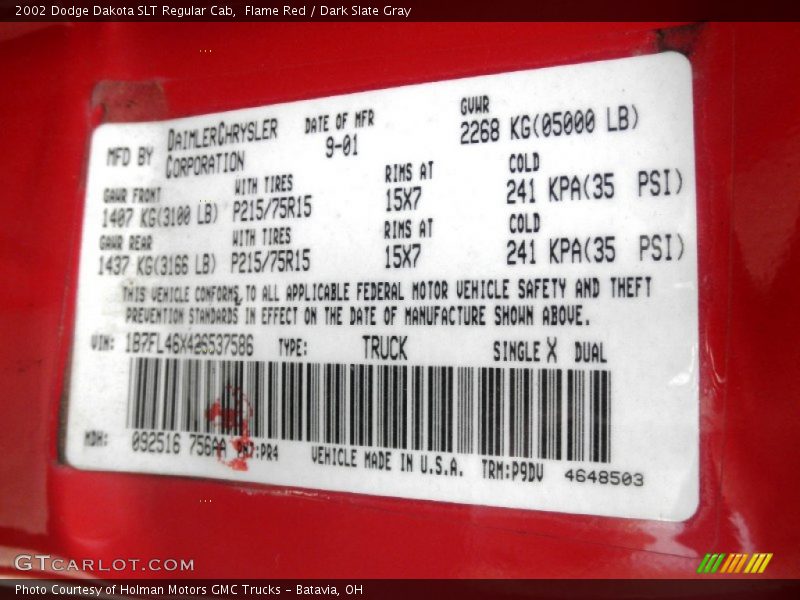 2002 Dodge Dakota SLT Regular Cab,  Flame Red / Dark Slate Gray
MFD BY DAIMLERCHRYSLER CORPORATION
DATE OF MFR 9-01
GVWR 2268 KG(05000 LB)
GAWR FRONT WITH TIRES RIMS AT COLD
1407 KG(3100 LB) P215/75R15 15X7 241 KPA(35 PSI)
GAWR REAR WITH TIRES RIMS AT COLD
1437 KG(3166 LB) P215/75R15 15X7 241 KPA(35 PSI)
THIS VEHICLE CONFORMS TO ALL APPLICABLE FEDERAL MOTOR VEHICLE SAFETY AND THEFT
PREVENTION STANDARDS IN EFFECT ON THE DATE OF MANUFACTURE SHOWN ABOVE.
VIN: 1B7FL46X42S537586 TYPE: TRUCK SINGLE X DUAL
MDH: 092516 756AA PNT:PR4 VEHICLE MADE IN U.S.A. TRM:P9DV 4648503
GTCARLOT.COM
Photo Courtesy of Holman Motors GMC Trucks – Batavia, OH